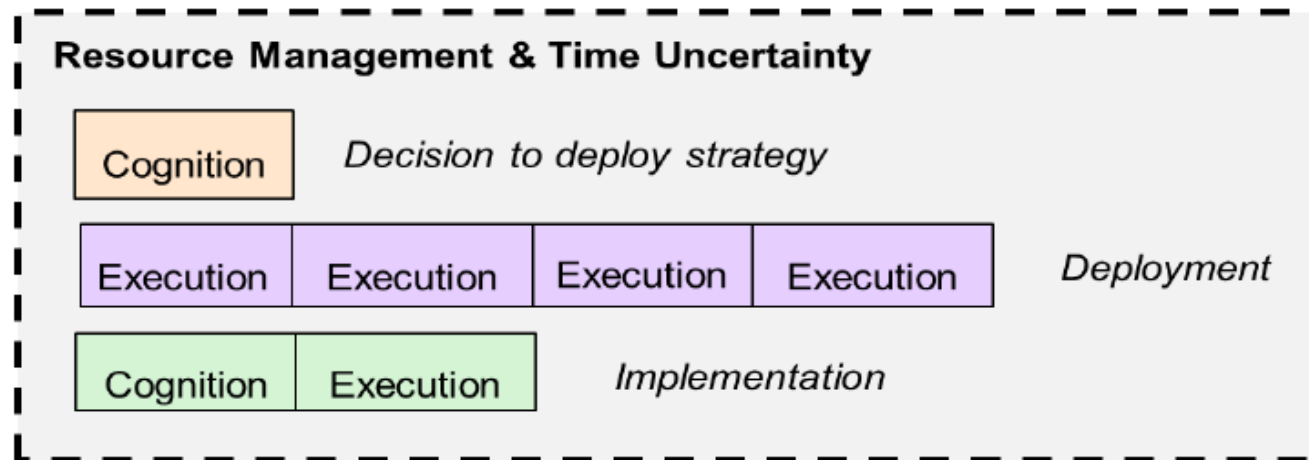 Resource Management & Time Uncertainty
Cognition Decision to deploy strategy
Execution Execution Execution Execution Deployment
Cognition Execution Implementation